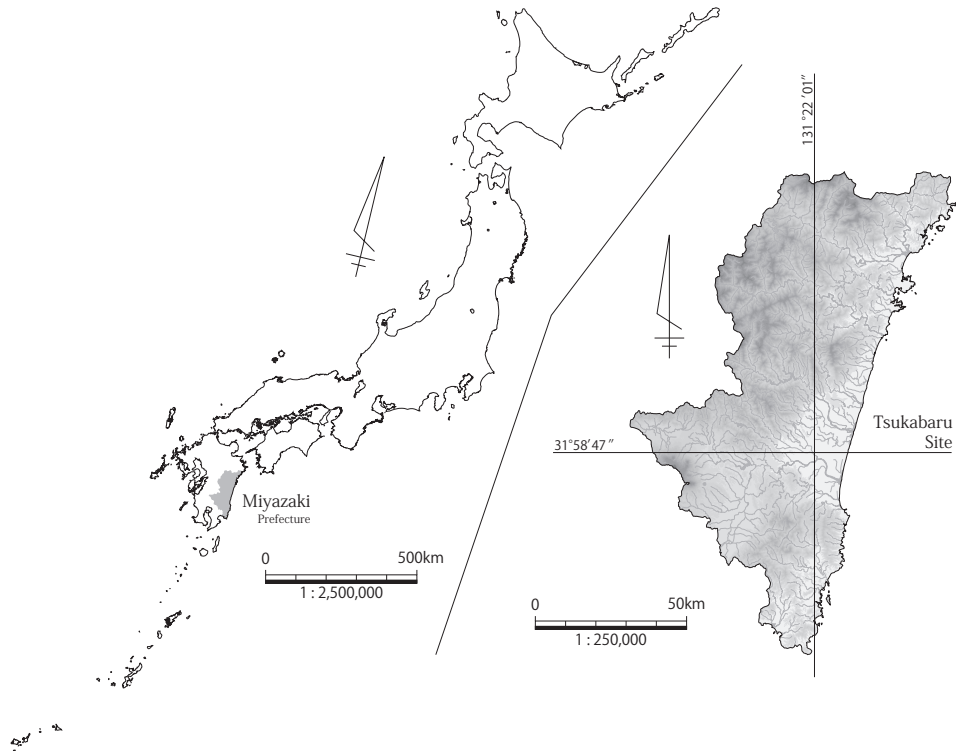 Miyazaki
Prefecture
0 500km
1 : 2,500,000
131 °22 ′01″
31°58′47 ″
Tsukabaru
Site
0 50km
1 : 250,000